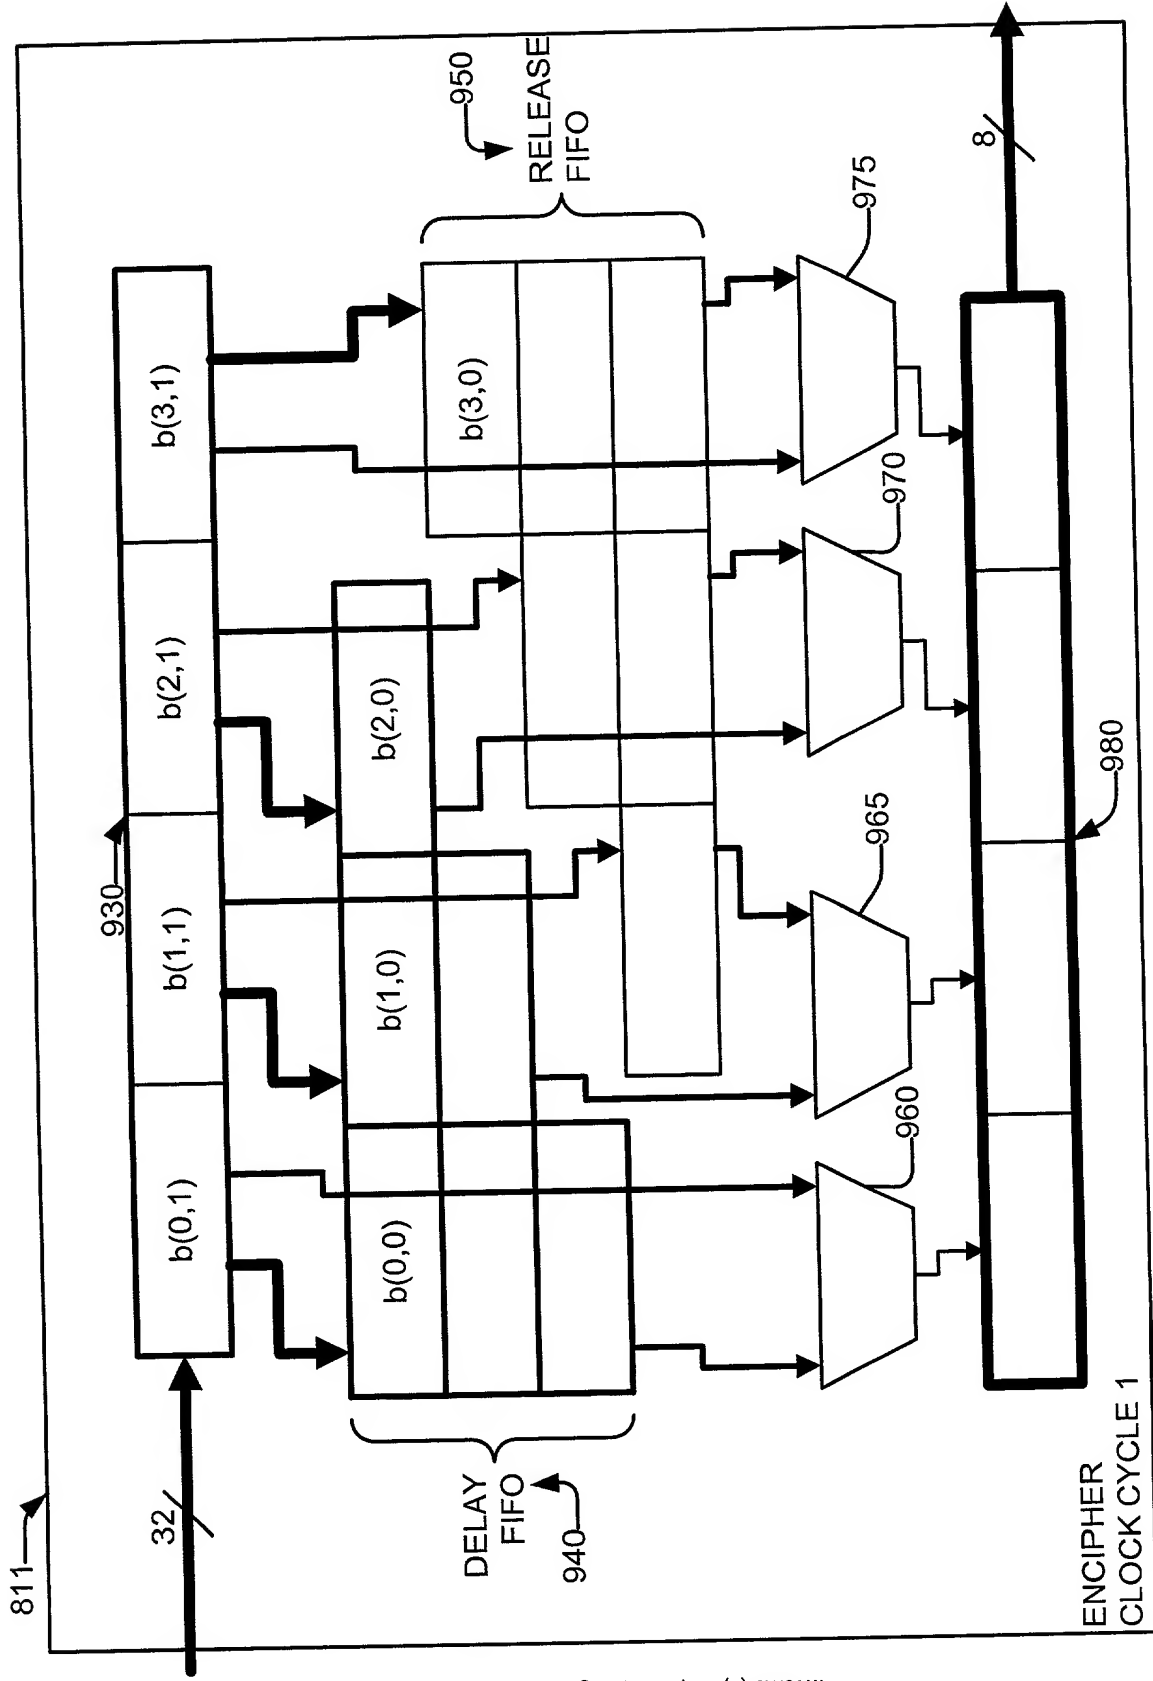 811
32
930
b(0,1)
b(1,1)
b(2,1)
b(3,1)
DELAY
FIFO
940
b(0,0)
b(1,0)
b(2,0)
b(3,0)
950
RELEASE
FIFO
960
965
970
975
980
8
ENCIPHER
CLOCK CYCLE 1